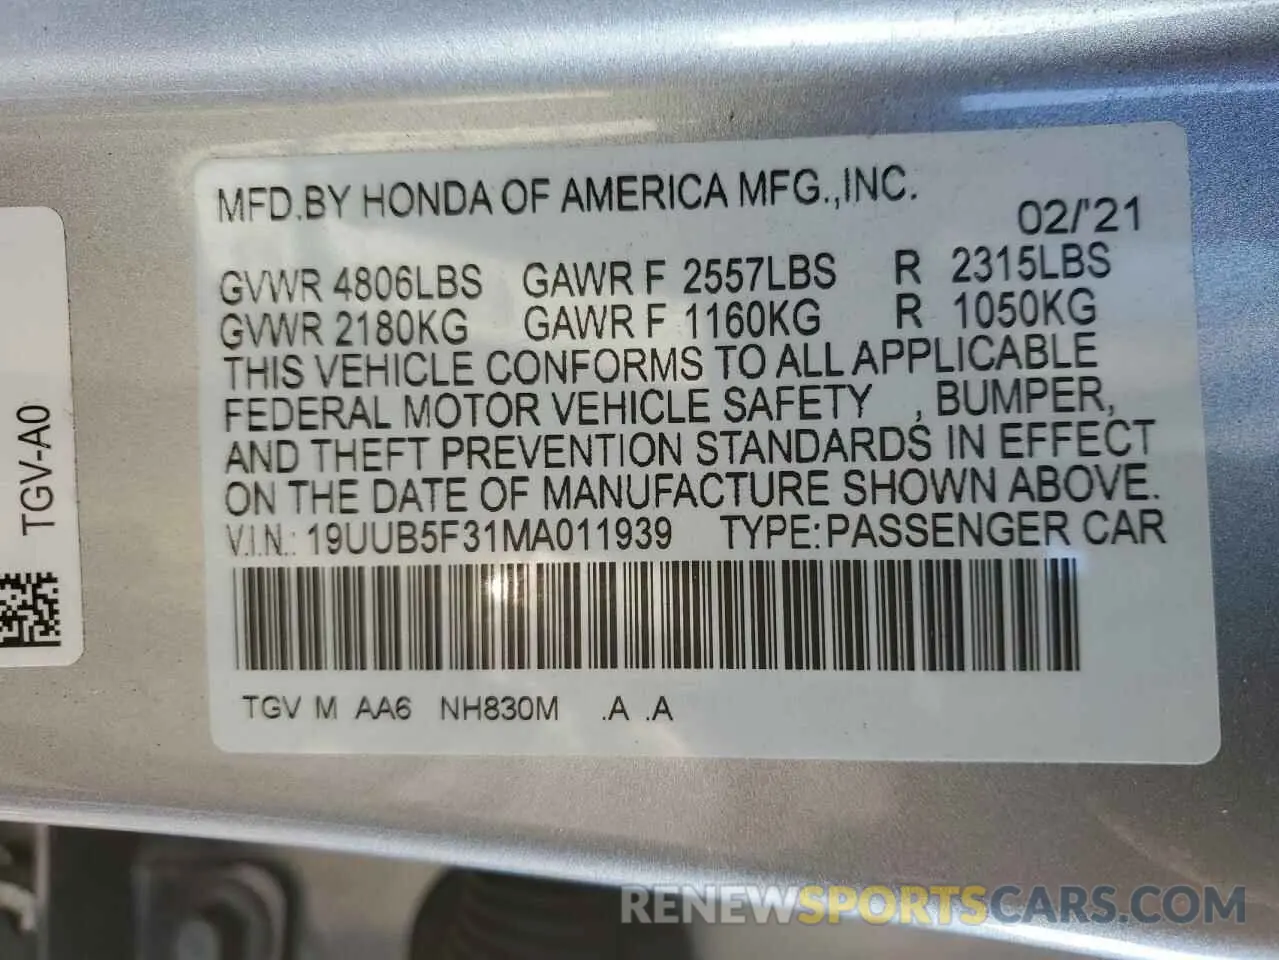 MFD.BY HONDA OF AMERICA MFG.,INC.
02/'21
GVWR 4806LBS GAWR F 2557LBS R 2315LBS
GVWR 2180KG GAWR F 1160KG R 1050KG
THIS VEHICLE CONFORMS TO ALL APPLICABLE
FEDERAL MOTOR VEHICLE SAFETY , BUMPER,
AND THEFT PREVENTION STANDARDS IN EFFECT
ON THE DATE OF MANUFACTURE SHOWN ABOVE.
V.I.N.: 19UUB5F31MA011939 TYPE:PASSENGER CAR
TGV M AA6 NH830M .A .A
TGV-A0
RENEWSPORTSCARS.COM